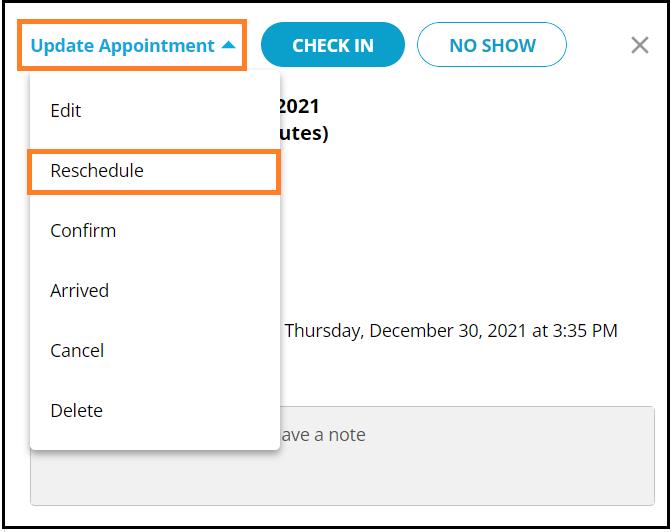 Update Appointment CHECK IN NO SHOW
Edit
2021
utes)
Reschedule
Confirm
Arrived
Thursday, December 30, 2021 at 3:35 PM
Cancel
Delete
ave a note